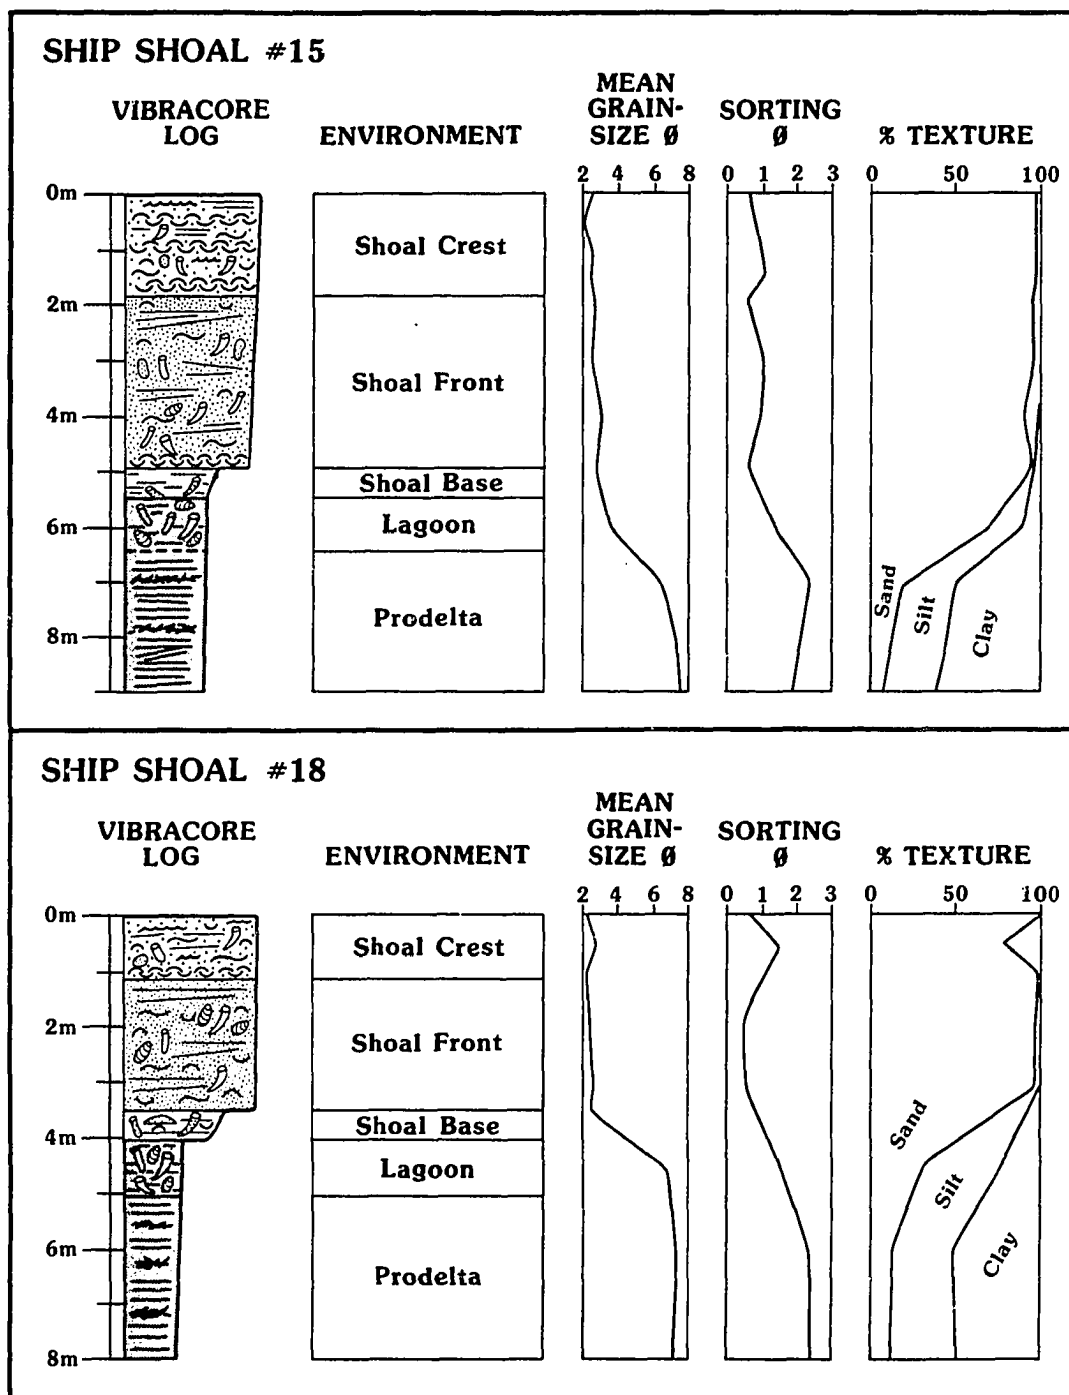 SHIP SHOAL #15
VIBRACORE
LOG
ENVIRONMENT
MEAN
GRAIN-
SIZE Ø
SORTING
Ø
% TEXTURE
2 4 6 8
0 1 2 3
0 50 100
0m
2m
4m
6m
8m
Shoal Crest
Shoal Front
Shoal Base
Lagoon
Prodelta
Sand
Silt
Clay
SHIP SHOAL #18
VIBRACORE
LOG
ENVIRONMENT
MEAN
GRAIN-
SIZE Ø
SORTING
Ø
% TEXTURE
2 4 6 8
0 1 2 3
0 50 100
0m
2m
4m
6m
8m
Shoal Crest
Shoal Front
Shoal Base
Lagoon
Prodelta
Sand
Silt
Clay